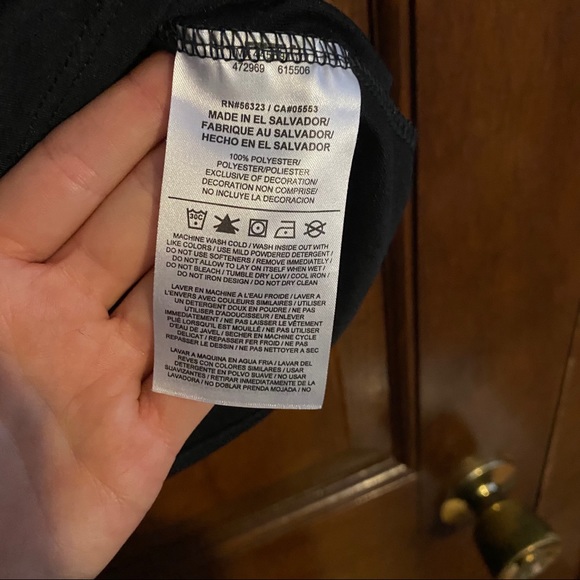 472969 615506
RN#56323 / CA#05553
MADE IN EL SALVADOR/
FABRIQUE AU SALVADOR/
HECHO EN EL SALVADOR
100% POLYESTER/
POLYESTER/POLIESTER
EXCLUSIVE OF DECORATION/
DECORATION NON COMPRISE/
NO INCLUYE LA DECORACION
30C
MACHINE WASH COLD / WASH INSIDE OUT WITH
LIKE COLORS / USE MILD POWDERED DETERGENT /
DO NOT USE SOFTENERS / REMOVE IMMEDIATELY /
DO NOT ALLOW TO LAY ON ITSELF WHEN WET /
DO NOT BLEACH / TUMBLE DRY LOW / COOL IRON /
DO NOT IRON DESIGN / DO NOT DRY CLEAN
LAVER EN MACHINE A L'EAU FROIDE / LAVER A
L'ENVERS AVEC COULEURS SIMILAIRES / UTILISER
UN DETERGENT DOUX EN POUDRE / NE PAS
UTILISER D'ADOUCISSEUR / ENLEVER
IMMEDIATEMENT / NE PAS LAISSER LE VÊTEMENT
PLIÉ LORSQU'IL EST MOUILLÉ / NE PAS UTILISER
D'EAU DE JAVEL / SECHER EN MACHINE CYCLE
DELICAT / REPASSER FER FROID / NE PAS
REPASSER LE DESSIN / NE PAS NETTOYER A SEC
LAVAR A MAQUINA EN AGUA FRIA / LAVAR DEL
REVES CON COLORES SIMILARES / USAR
DETERGENTE EN POLVO SUAVE / NO USAR
SUAVIZANTES / RETIRAR INMEDIATAMENTE DE LA
LAVADORA / NO DOBLAR PRENDA MOJADA / NO